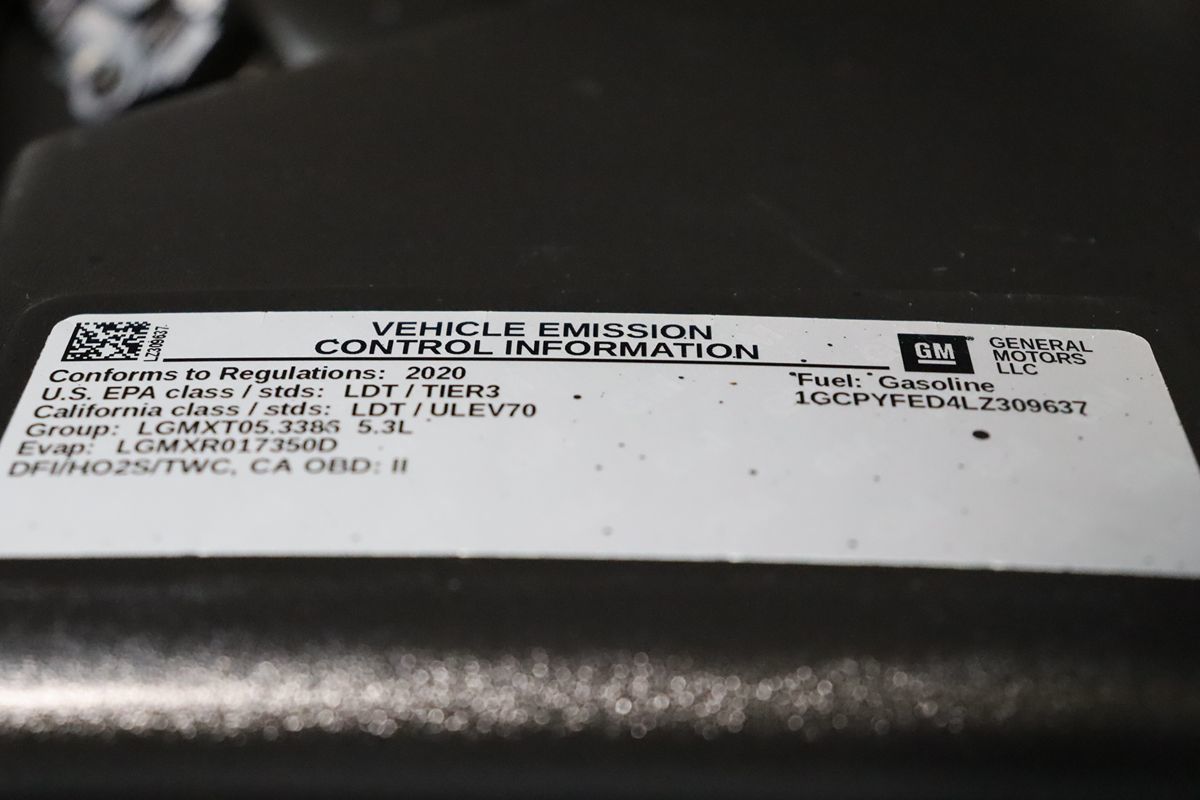 LZ309637
VEHICLE EMISSION
CONTROL INFORMATION
GM
GENERAL
MOTORS
LLC
Conforms to Regulations: 2020
U.S. EPA class / stds: LDT / TIER3
California class / stds: LDT / ULEV70
Group: LGMXT05.3386 5.3L
Evap: LGMXR017350D
DFI/HO2S/TWC, CA OBD: II
Fuel: Gasoline
1GCPYFED4LZ309637